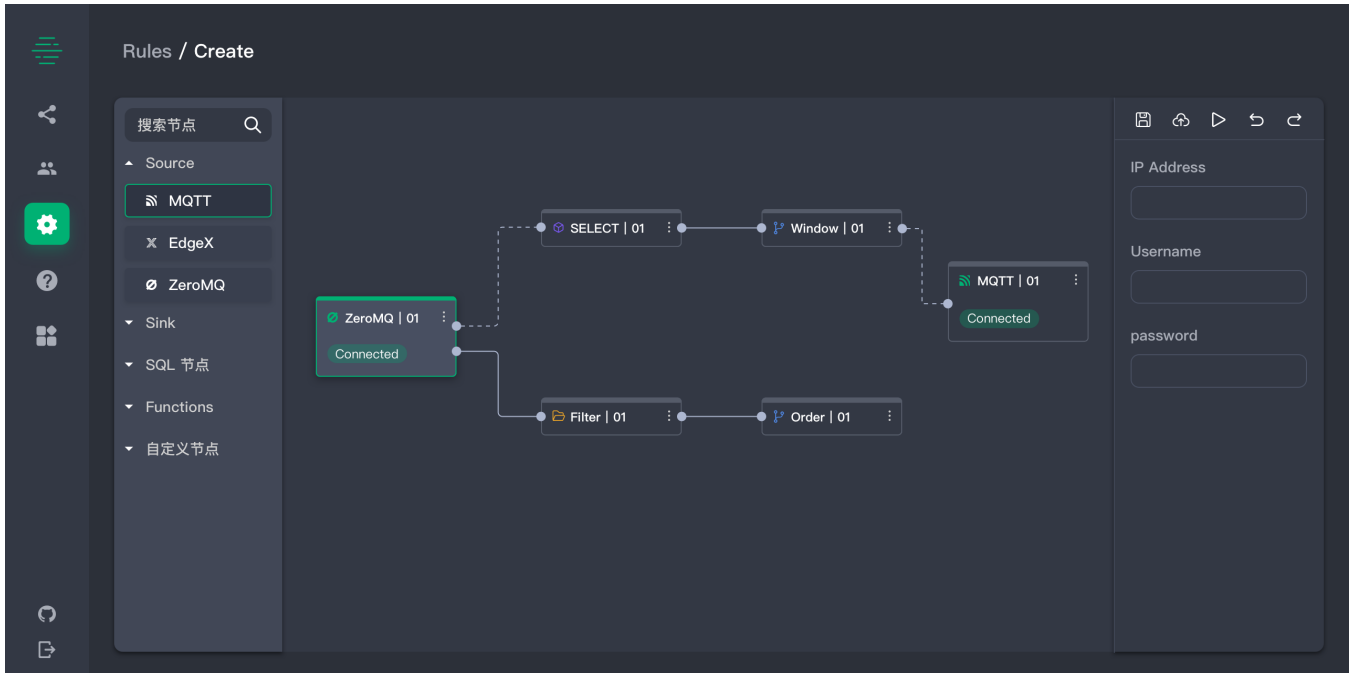 Rules / Create
搜索节点
Source
MQTT
EdgeX
ZeroMQ
Sink
SQL 节点
Functions
自定义节点
ZeroMQ | 01
Connected
SELECT | 01
Window | 01
MQTT | 01
Connected
Filter | 01
Order | 01
IP Address
Username
password